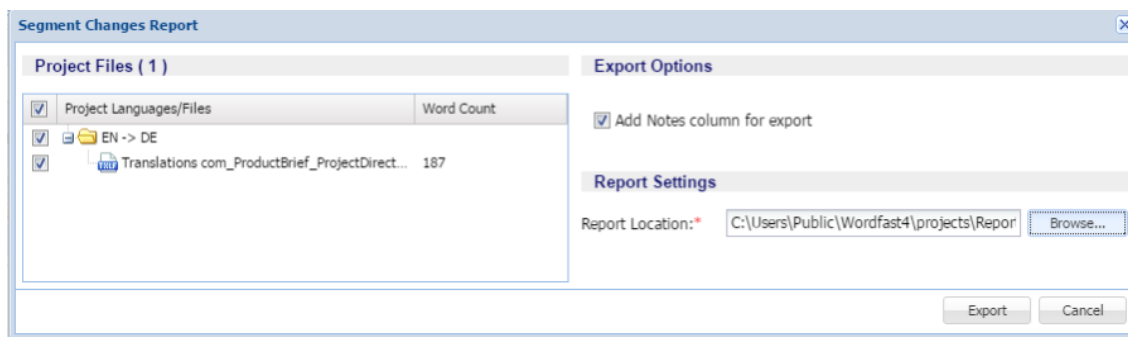 Segment Changes Report
Project Files ( 1 )
Export Options
Project Languages/Files Word Count
EN -> DE
Add Notes column for export
Translations com_ProductBrief_ProjectDirect... 187
Report Settings
Report Location:* C:\Users\Public\Wordfast4\projects\Repor Browse...
Export Cancel